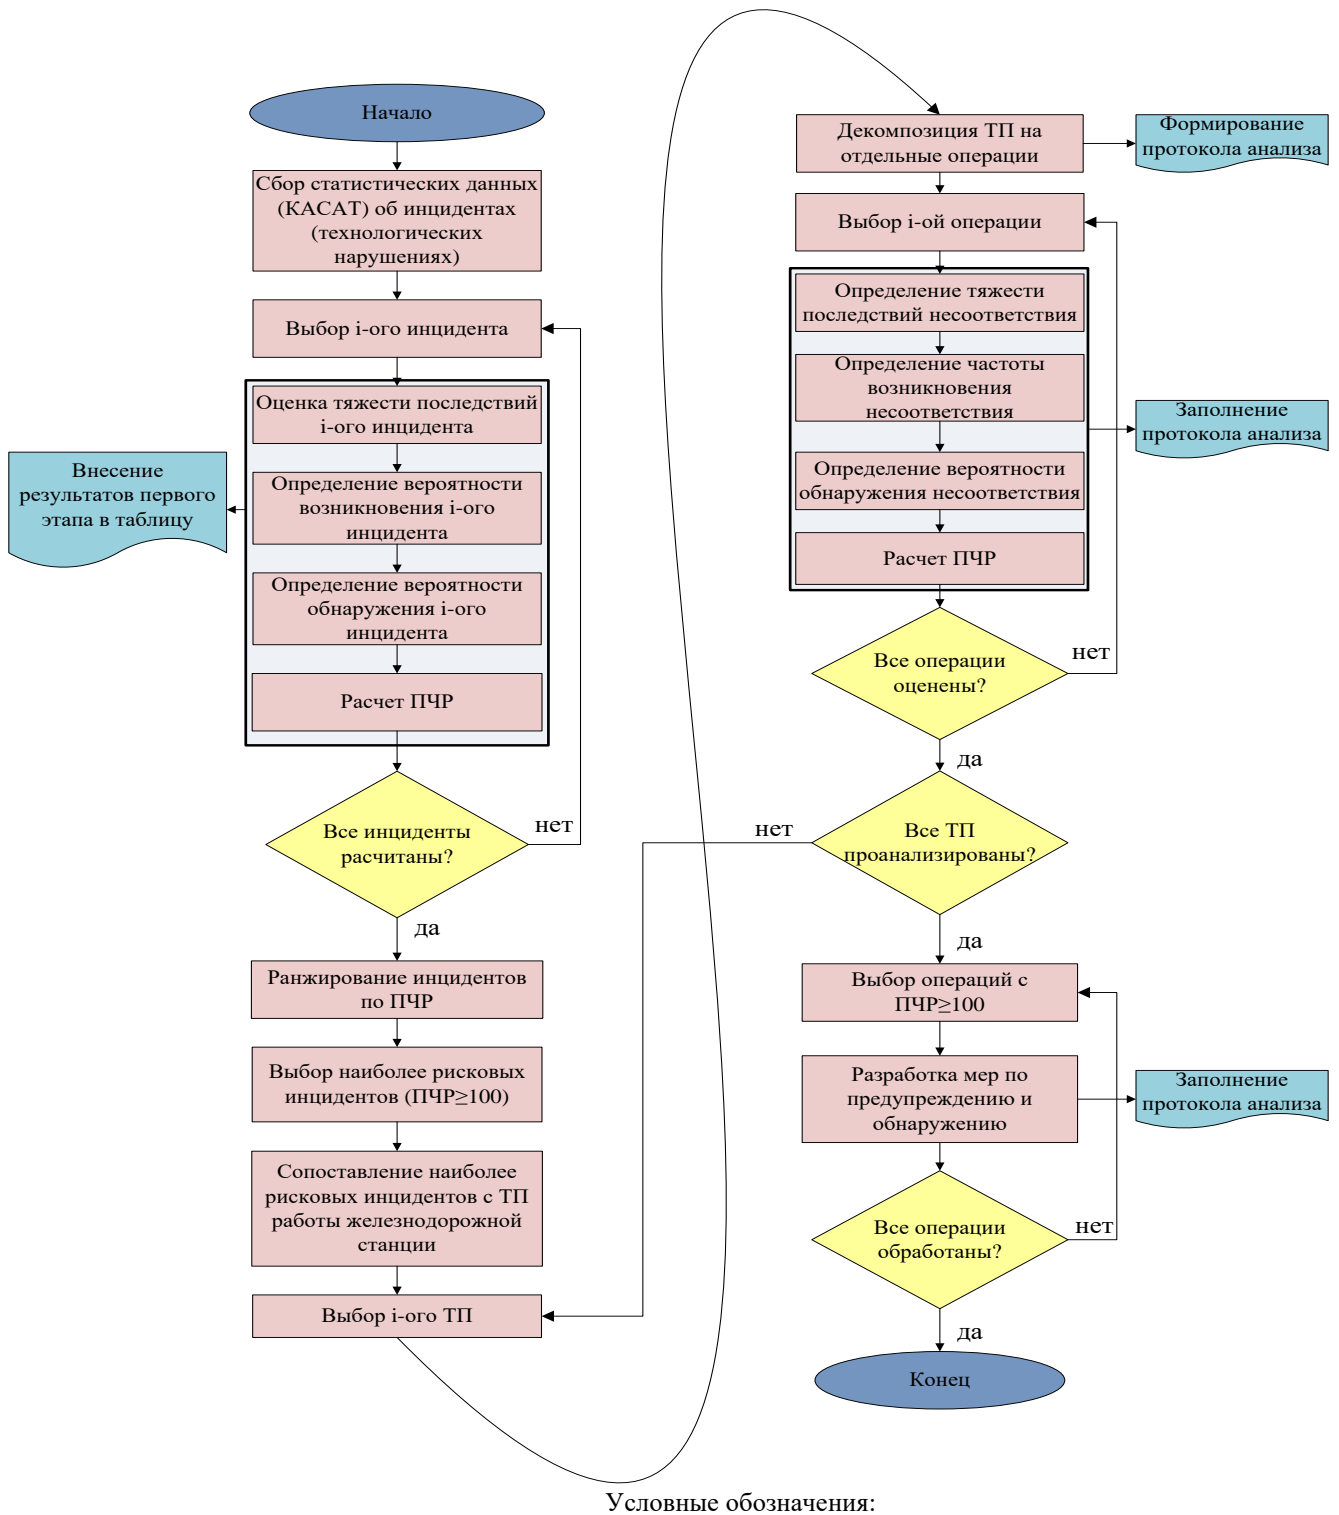 Начало
Сбор статистических данных
(КАСАТ) об инцидентах
(технологических
нарушениях)
Выбор i-ого инцидента
Оценка тяжести последствий
i-ого инцидента
Определение вероятности
возникновения i-ого
инцидента
Определение вероятности
обнаружения i-ого
инцидента
Расчет ПЧР
Внесение
результатов первого
этапа в таблицу
Все инциденты
расчитаны?
нет
да
Ранжирование инцидентов
по ПЧР
Выбор наиболее рисковых
инцидентов (ПЧР≥100)
Сопоставление наиболее
рисковых инцидентов с ТП
работы железнодорожной
станции
Выбор i-ого ТП
Декомпозиция ТП на
отдельные операции
Формирование
протокола анализа
Выбор i-ой операции
Определение тяжести
последствий несоответствия
Определение частоты
возникновения
несоответствия
Определение вероятности
обнаружения несоответствия
Расчет ПЧР
Заполнение
протокола анализа
Все операции
оценены?
нет
да
Все ТП
проанализированы?
нет
да
Выбор операций с
ПЧР≥100
Разработка мер по
предупреждению и
обнаружению
Заполнение
протокола анализа
Все операции
обработаны?
нет
да
Конец
Условные обозначения: